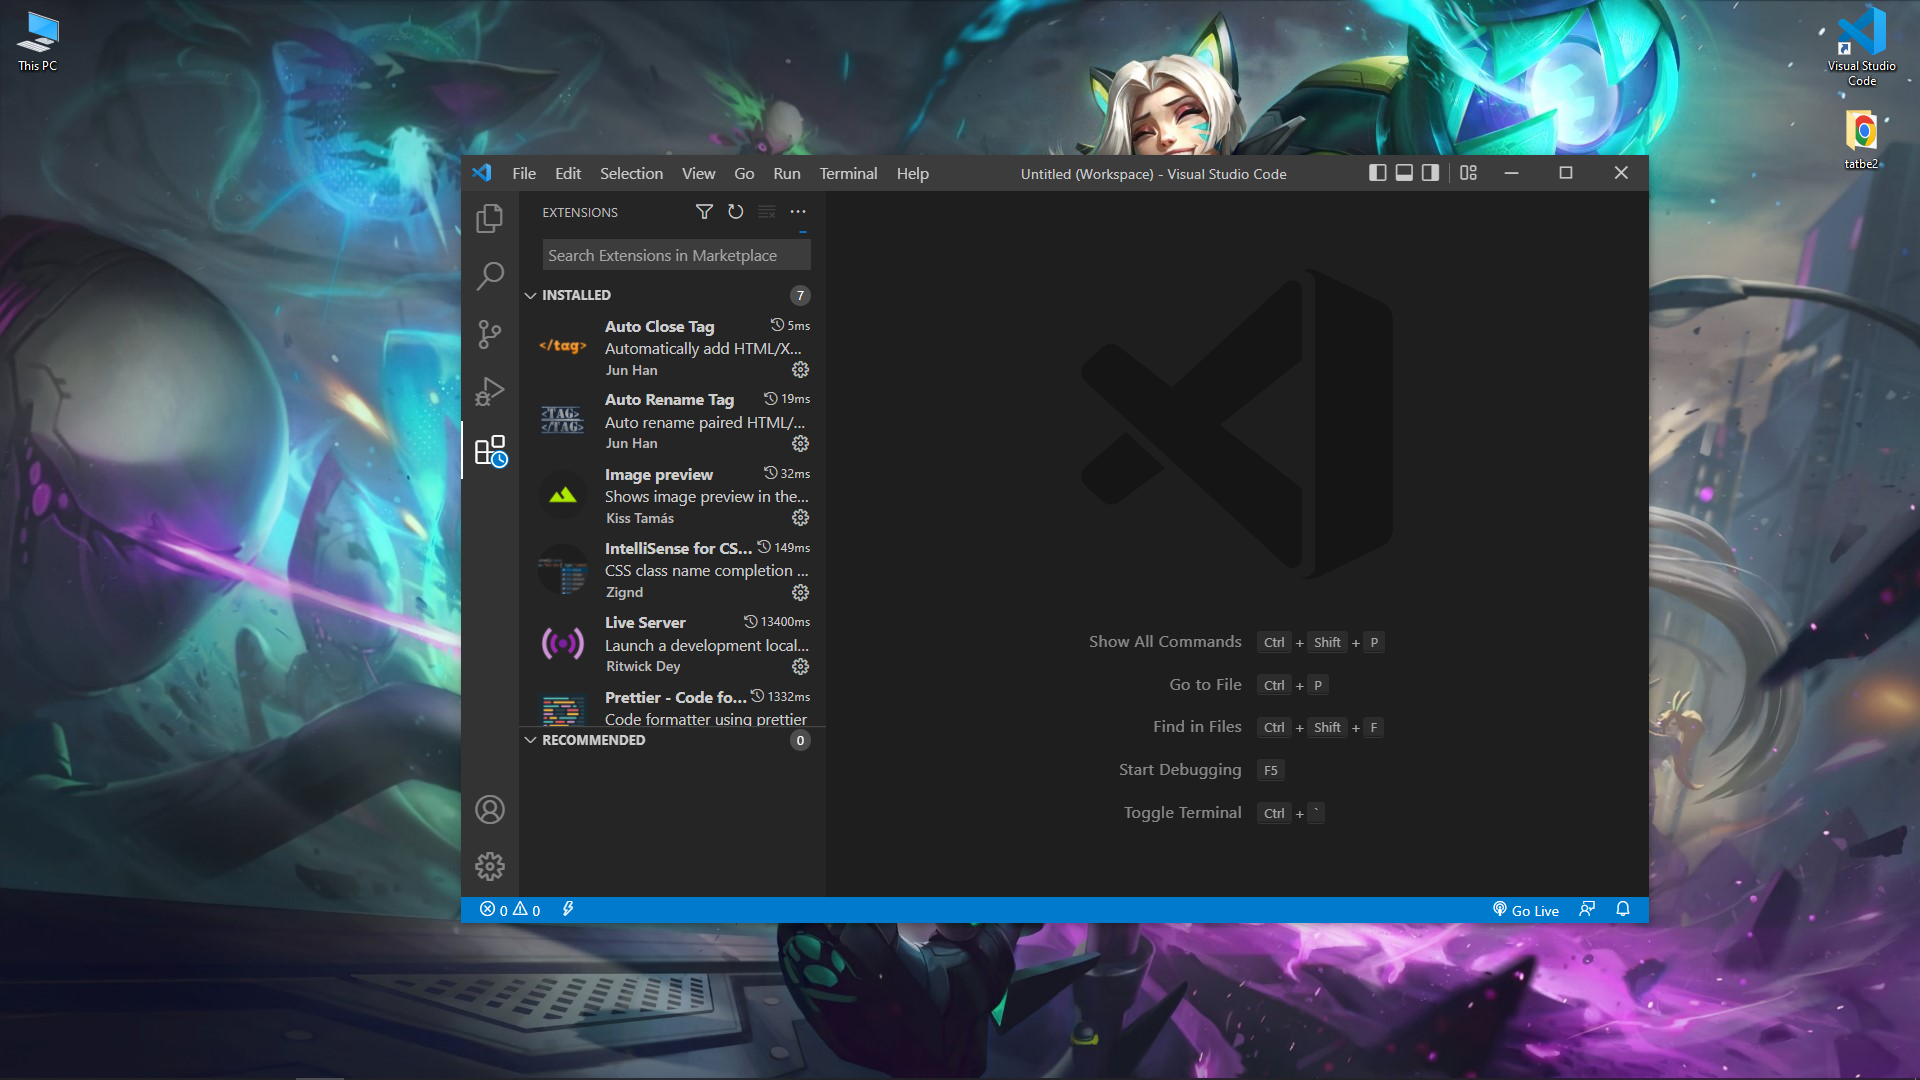 This PC
Visual Studio
Code
tatbe2
File Edit Selection View Go Run Terminal Help
Untitled (Workspace) - Visual Studio Code
EXTENSIONS
Search Extensions in Marketplace
INSTALLED 7
Auto Close Tag 5ms
</tag>
Automatically add HTML/X...
Jun Han
Auto Rename Tag 19ms
<TAG>
</TAG>
Auto rename paired HTML/...
Jun Han
Image preview 32ms
Shows image preview in the...
Kiss Tamás
IntelliSense for CS... 149ms
CSS class name completion ...
Zignd
Live Server 13400ms
Launch a development local...
Ritwick Dey
Prettier - Code fo... 1332ms
Code formatter using prettier
RECOMMENDED 0
Show All Commands Ctrl + Shift + P
Go to File Ctrl + P
Find in Files Ctrl + Shift + F
Start Debugging F5
Toggle Terminal Ctrl + `
0 0
Go Live